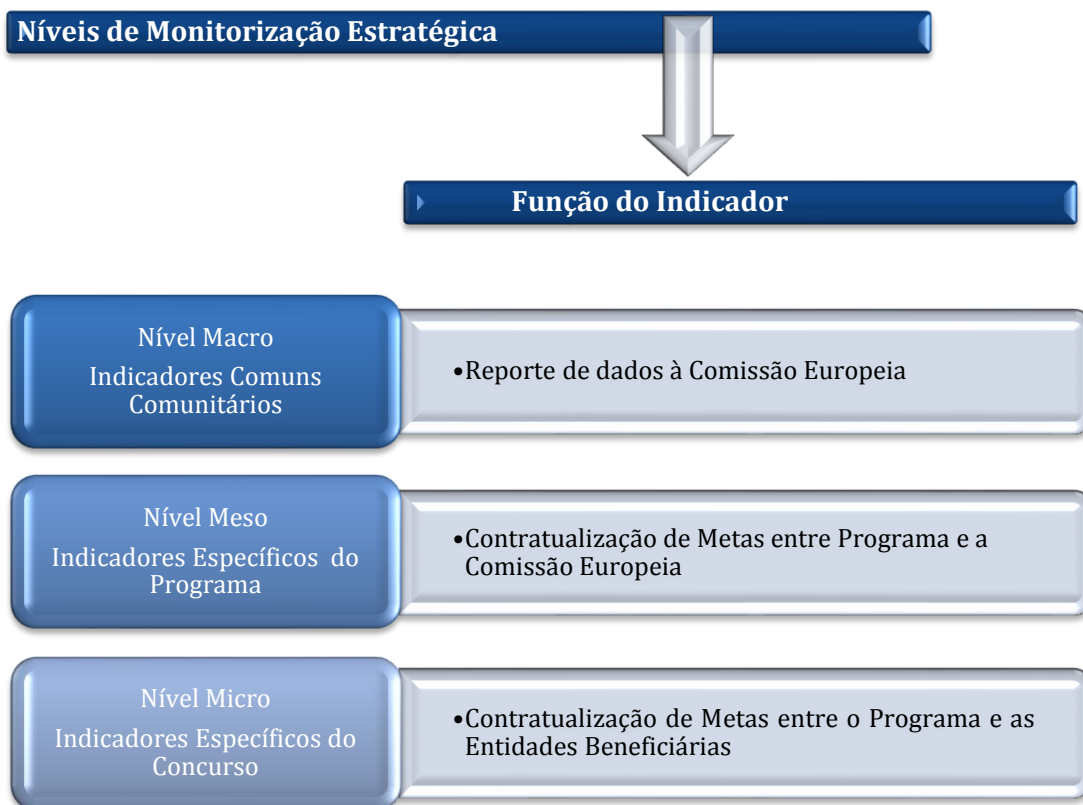 Níveis de Monitorização Estratégica
Função do Indicador
Nível Macro
Indicadores Comuns
Comunitários
•Reporte de dados à Comissão Europeia
Nível Meso
Indicadores Específicos do
Programa
•Contratualização de Metas entre Programa e a
Comissão Europeia
Nível Micro
Indicadores Específicos do
Concurso
•Contratualização de Metas entre o Programa e as
Entidades Beneficiárias